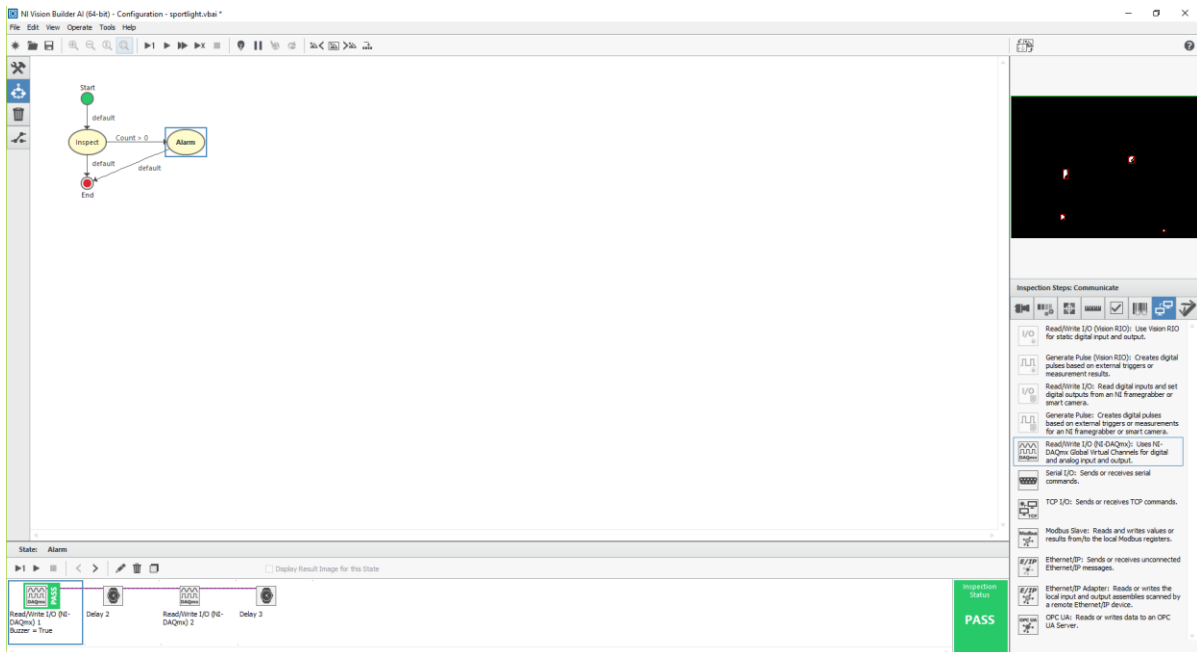 NI Vision Builder AI (64-bit) - Configuration - sportlight.vbai *
File Edit View Operate Tools Help
Start
default
Inspect
Count > 0
Alarm
default
default
End
Inspection Steps: Communicate
Read/Write I/O (Vision RIO): Use Vision RIO
for static digital input and output.
Generate Pulse (Vision RIO): Creates digital
pulses based on external triggers or
measurement results.
Read/Write I/O: Read digital inputs and set
digital outputs from an NI framegrabber or
smart camera.
Generate Pulse: Creates digital pulses
based on external triggers or measurements
for an NI framegrabber or smart camera.
Read/Write I/O (NI-DAQmx): Uses NI-
DAQmx Global Virtual Channels for digital
and analog input and output.
Serial I/O: Sends or receives serial
commands.
TCP I/O: Sends or receives TCP commands.
Modbus Slave: Reads and writes values or
results from/to the local Modbus registers.
Ethernet/IP: Sends or receives unconnected
Ethernet/IP messages.
Ethernet/IP Adapter: Reads or writes the
local input and output assemblies scanned by
a remote Ethernet/IP device.
OPC UA: Reads or writes data to an OPC
UA Server.
State: Alarm
Display Result Image for this State
PASS
Read/Write I/O (NI-
DAQmx) 1
Buzzer = True
Delay 2
Read/Write I/O (NI-
DAQmx) 2
Delay 3
Inspection
Status
PASS